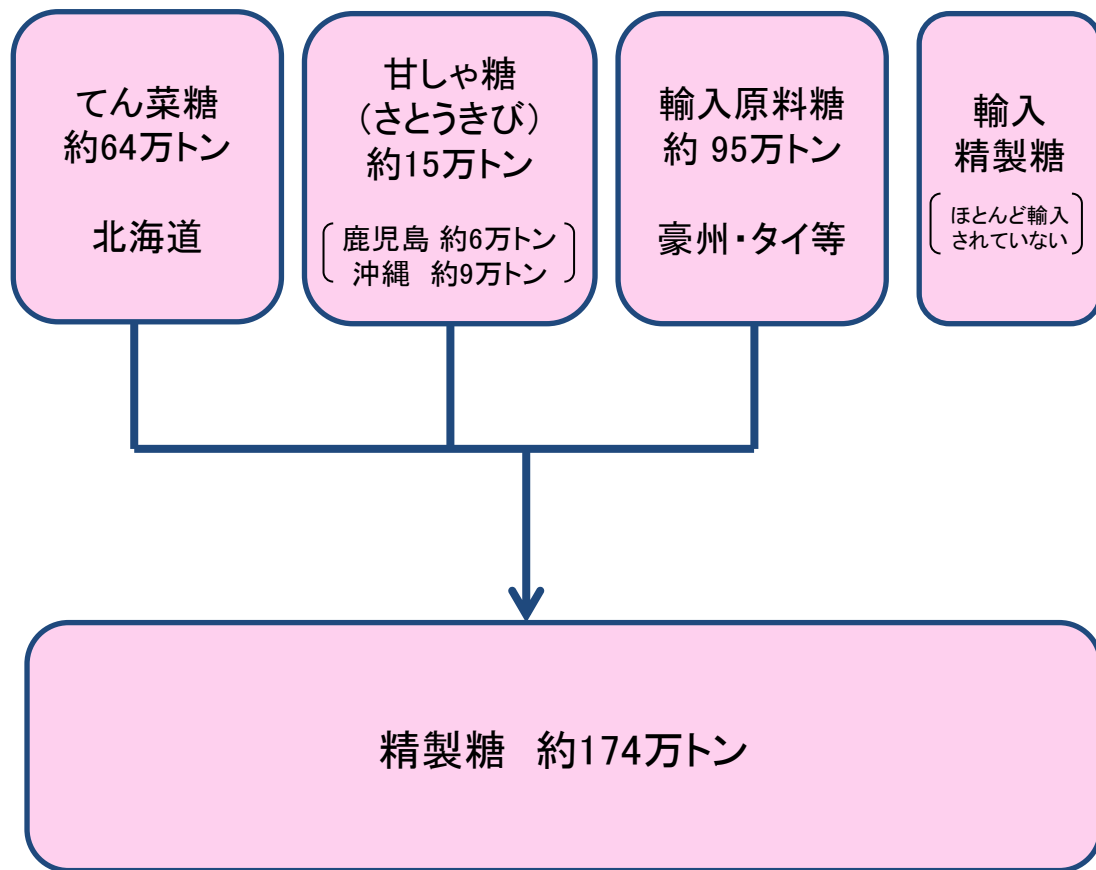 てん菜糖
約64万トン
北海道
甘しゃ糖
(さとうきび)
約15万トン
鹿児島 約6万トン
沖縄　約9万トン
輸入原料糖
約 95万トン
豪州・タイ等
輸入
精製糖
ほとんど輸入
されていない
精製糖　約174万トン